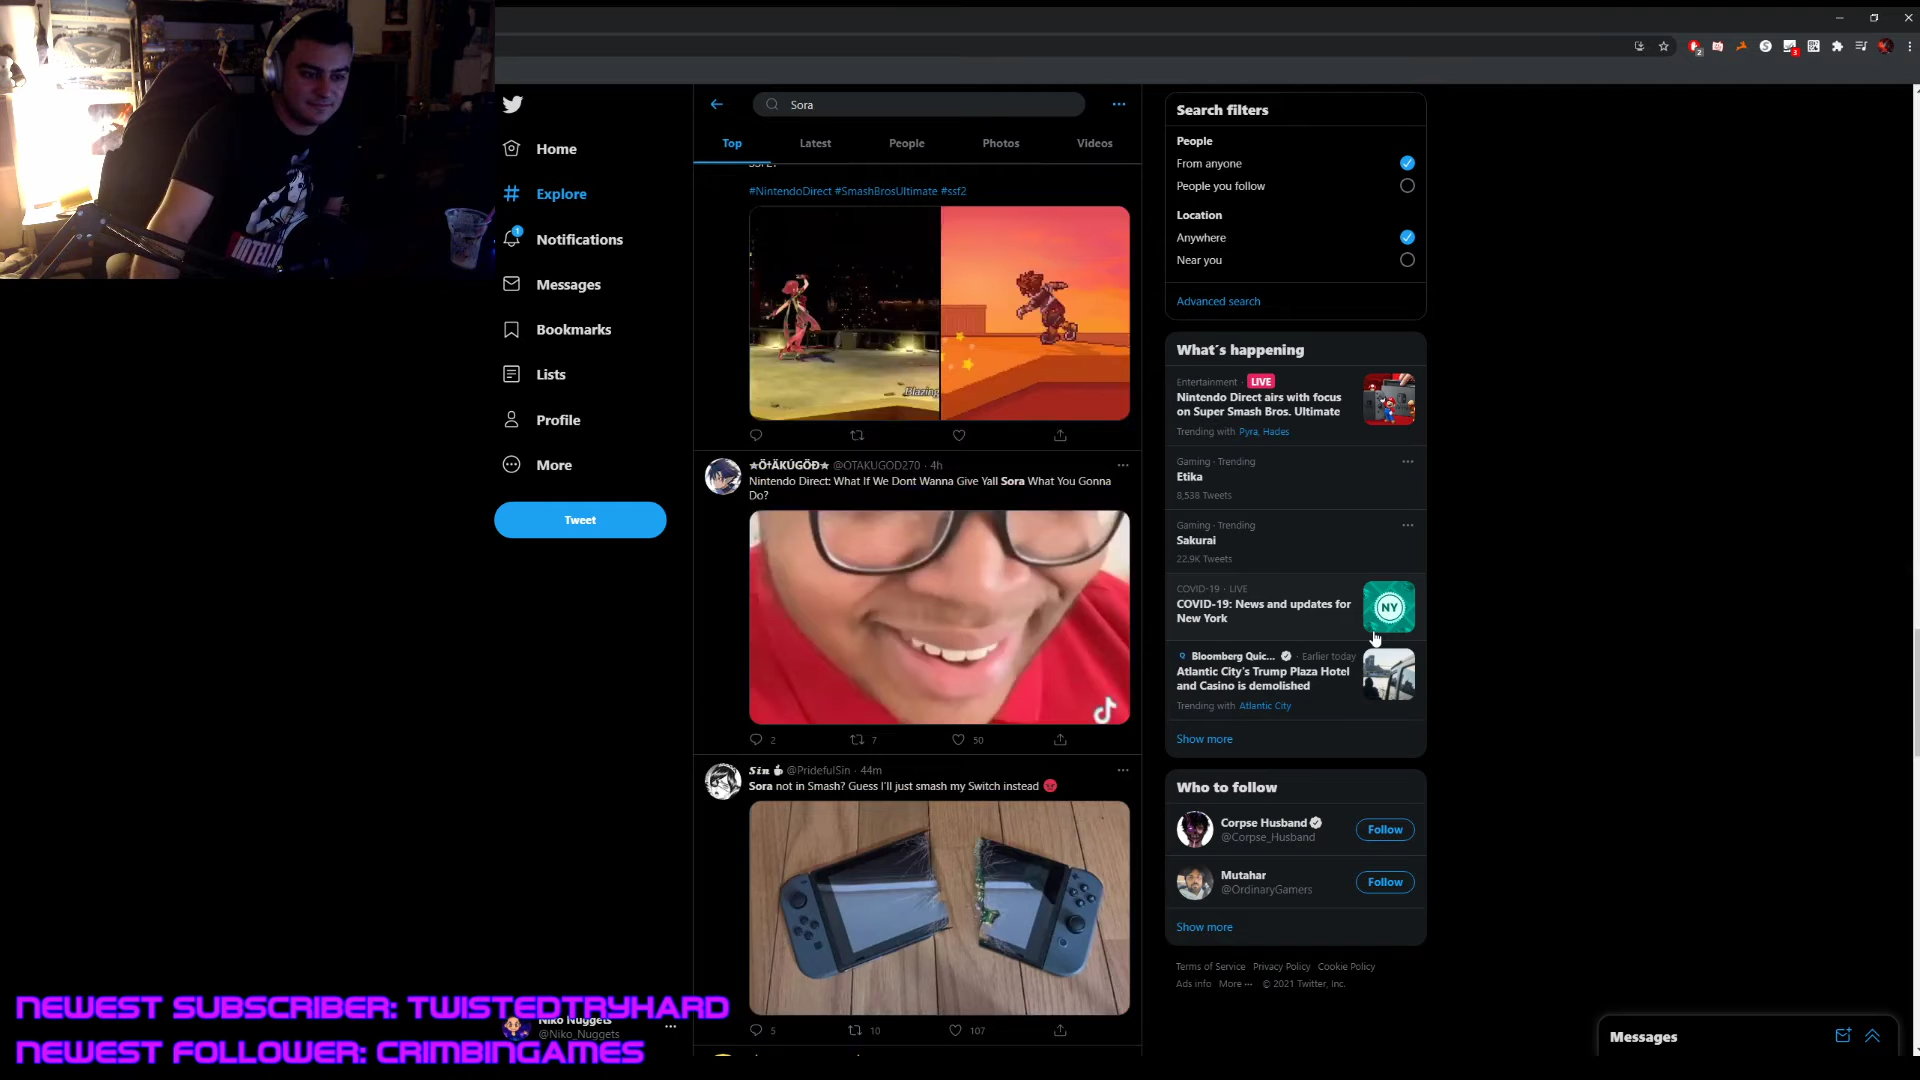 Sora
Top
Latest
People
Photos
Videos
Home
Explore
1
Notifications
Messages
Bookmarks
Lists
Profile
More
Tweet
#NintendoDirect #SmashBrosUltimate #ssf2
Blazing
★Ö†ÄKÚGÖÐ★ @OTAKUGOD270 · 4h
Nintendo Direct: What If We Dont Wanna Give Yall Sora What You Gonna
Do?
2
7
50
Sin @PridefulSin · 44m
Sora not in Smash? Guess I'll just smash my Switch instead
5
10
107
Search filters
People
From anyone
People you follow
Location
Anywhere
Near you
Advanced search
What's happening
Entertainment · LIVE
Nintendo Direct airs with focus
on Super Smash Bros. Ultimate
Trending with Pyra, Hades
Gaming · Trending
Etika
8,538 Tweets
Gaming · Trending
Sakurai
22.9K Tweets
COVID-19 · LIVE
COVID-19: News and updates for
New York
NY
Bloomberg Quic... · Earlier today
Atlantic City's Trump Plaza Hotel
and Casino is demolished
Trending with Atlantic City
Show more
Who to follow
Corpse Husband
@Corpse_Husband
Follow
Mutahar
@OrdinaryGamers
Follow
Show more
Terms of Service Privacy Policy Cookie Policy
Ads info More ··· © 2021 Twitter, Inc.
Messages
NEWEST SUBSCRIBER: TWISTEDTRYHARD
Niko Nuggets
@Niko_Nuggets
NEWEST FOLLOWER: CRIMBINGAMES